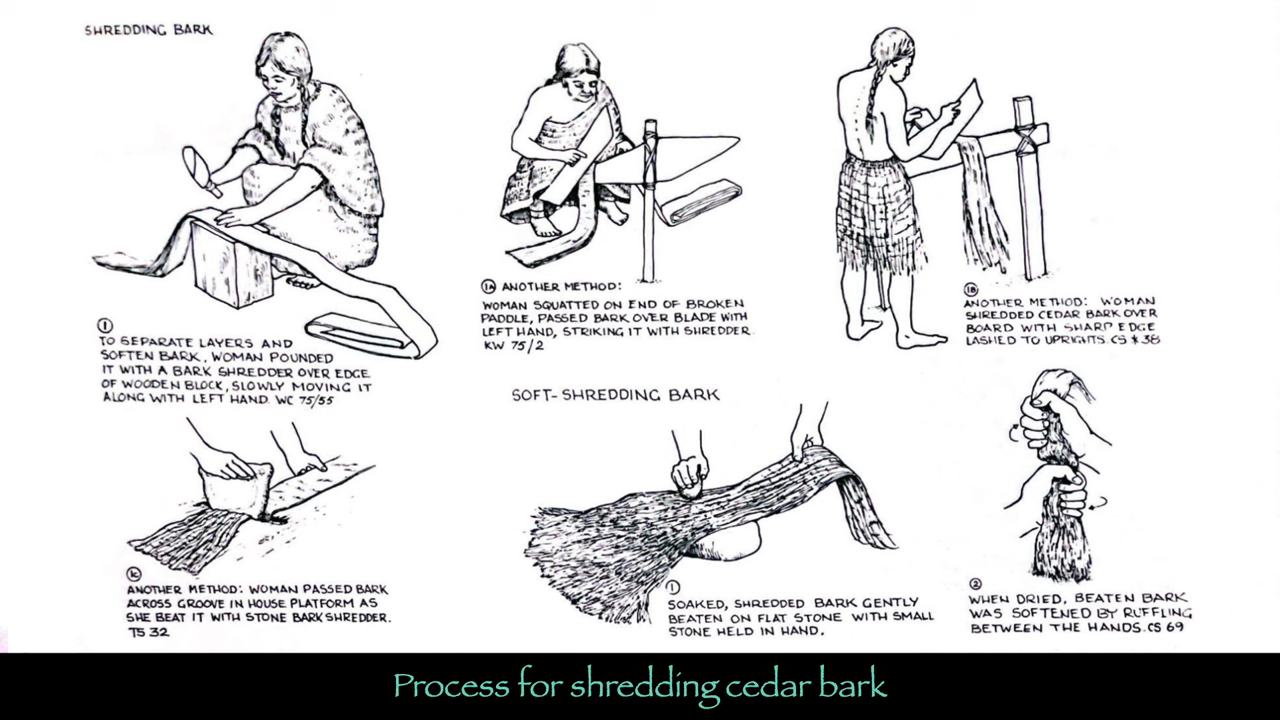 SHREDDING BARK
① TO SEPARATE LAYERS AND
SOFTEN BARK, WOMAN POUNDED
IT WITH A BARK SHREDDER OVER EDGE
OF WOODEN BLOCK, SLOWLY MOVING IT
ALONG WITH LEFT HAND. WC 75/55
1A ANOTHER METHOD:
WOMAN SQUATTED ON END OF BROKEN
PADDLE, PASSED BARK OVER BLADE WITH
LEFT HAND, STRIKING IT WITH SHREDDER.
KW 75/2
1B
ANOTHER METHOD: WOMAN
SHREDDED CEDAR BARK OVER
BOARD WITH SHARP EDGE
LASHED TO UPRIGHTS. CS * 38
1C
ANOTHER METHOD: WOMAN PASSED BARK
ACROSS GROOVE IN HOUSE PLATFORM AS
SHE BEAT IT WITH STONE BARK SHREDDER.
TS 32
SOFT-SHREDDING BARK
①
SOAKED, SHREDDED BARK GENTLY
BEATEN ON FLAT STONE WITH SMALL
STONE HELD IN HAND.
②
WHEN DRIED, BEATEN BARK
WAS SOFTENED BY RUFFLING
BETWEEN THE HANDS. CS 69
Process for shredding cedar bark